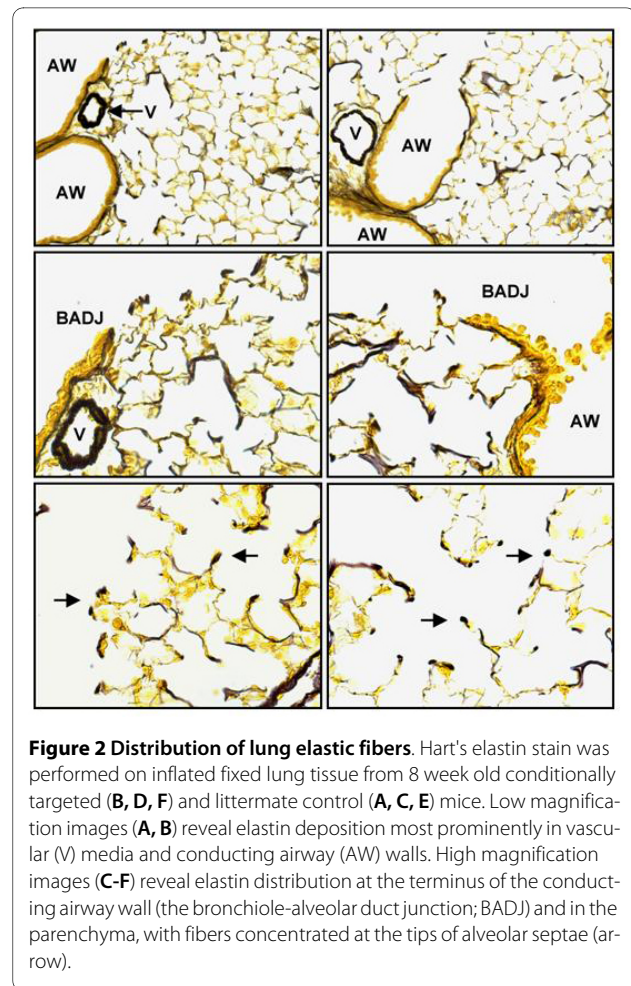 AW
V
AW
V
AW
AW
BADJ
V
BADJ
AW
Figure 2 Distribution of lung elastic fibers. Hart's elastin stain was
performed on inflated fixed lung tissue from 8 week old conditionally
targeted (B, D, F) and littermate control (A, C, E) mice. Low magnifica-
tion images (A, B) reveal elastin deposition most prominently in vascu-
lar (V) media and conducting airway (AW) walls. High magnification
images (C-F) reveal elastin distribution at the terminus of the conduct-
ing airway wall (the bronchiole-alveolar duct junction; BADJ) and in the
parenchyma, with fibers concentrated at the tips of alveolar septae (ar-
row).